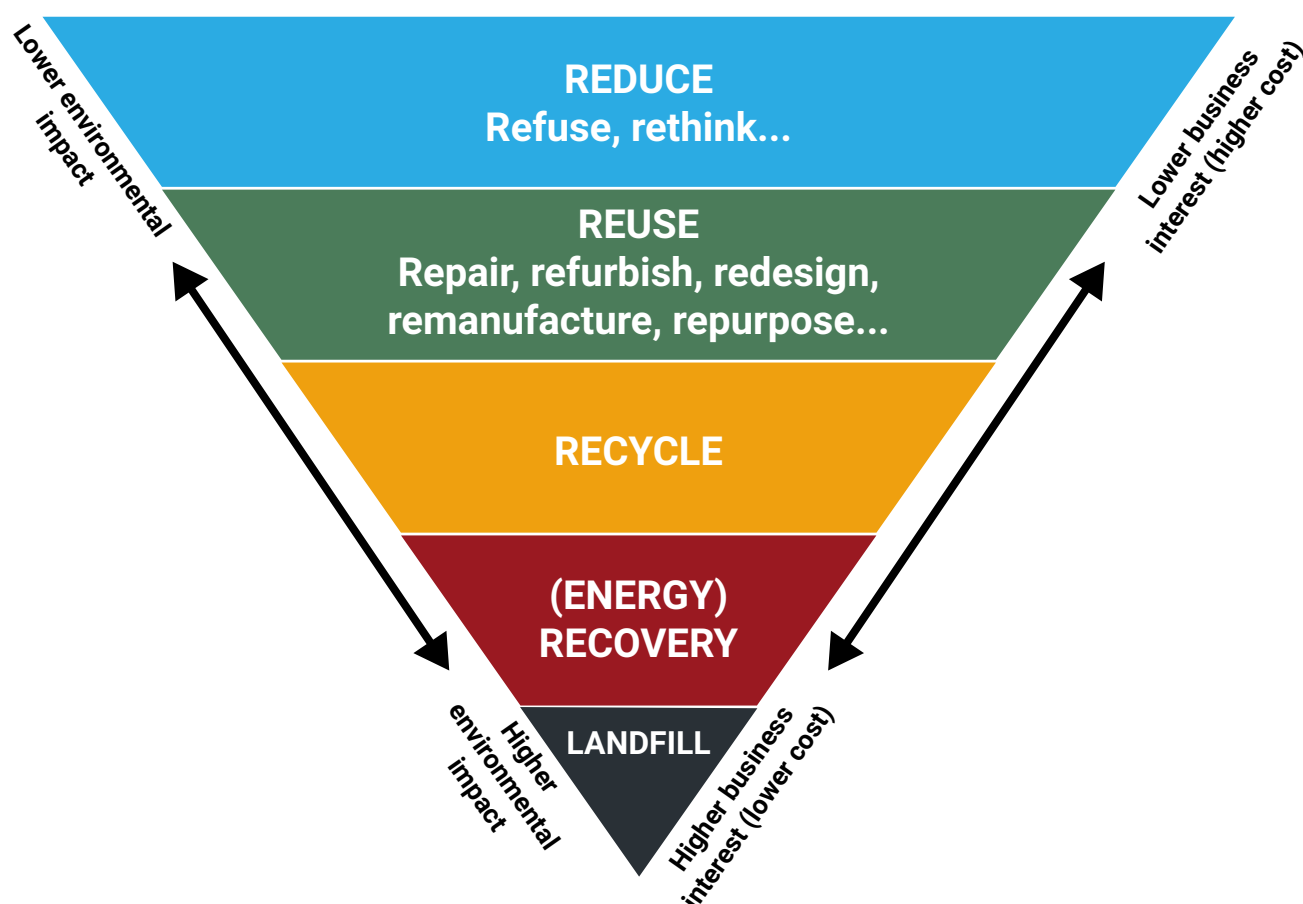 Lower environmental
impact
REDUCE
Refuse, rethink...
Lower business
interest (higher cost)
REUSE
Repair, refurbish, redesign,
remanufacture, repurpose...
RECYCLE
(ENERGY)
RECOVERY
LANDFILL
Higher
environmental
impact
Higher business
interest (lower cost)